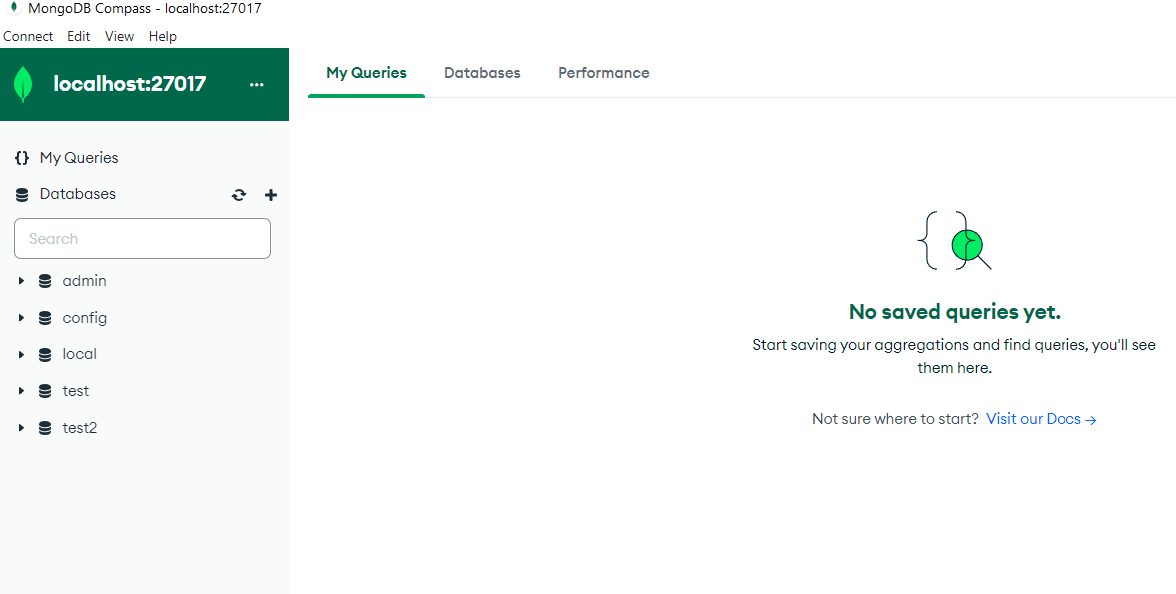 MongoDB Compass - localhost:27017
Connect Edit View Help
localhost:27017 ...
My Queries Databases Performance
{} My Queries
Databases
Search
admin
config
local
test
test2
No saved queries yet.
Start saving your aggregations and find queries, you'll see
them here.
Not sure where to start? Visit our Docs →